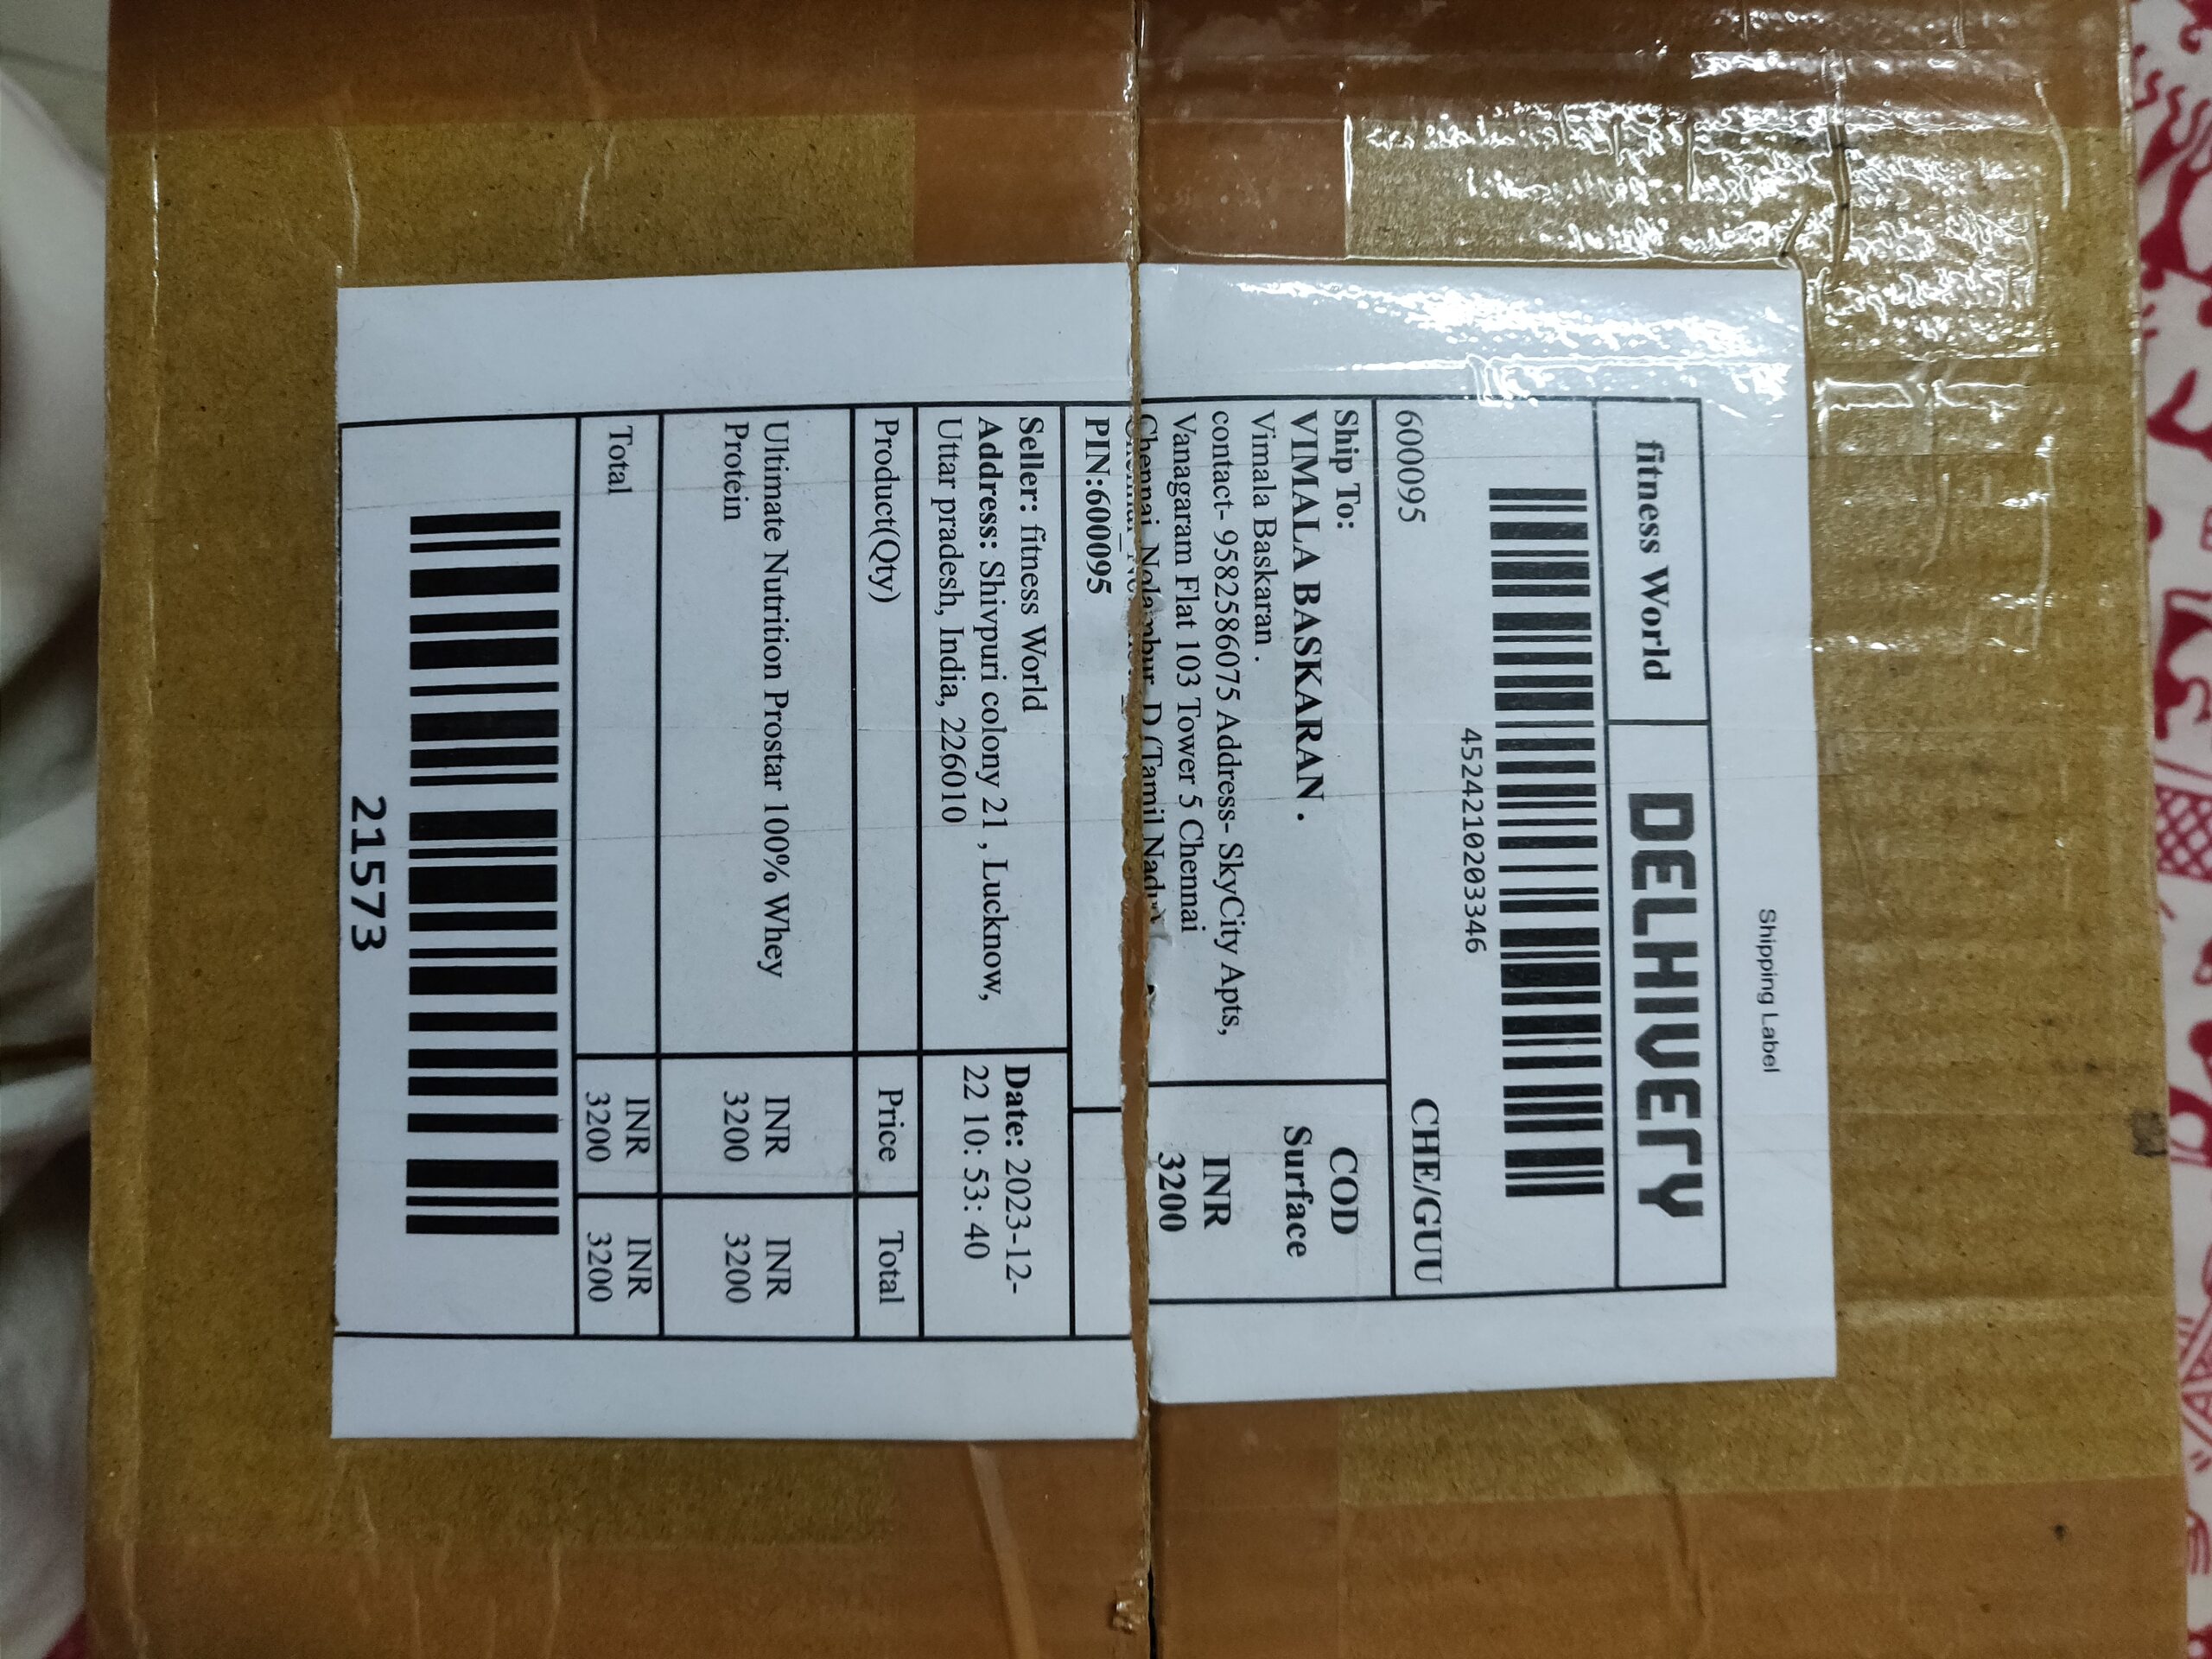 Shipping Label
fitness World
DELHIVERY
4524210203346
600095
CHE/GUU
Ship To:
VIMALA BASKARAN .
Vimala Baskaran .
contact- 9582586075 Address- SkyCity Apts,
Vanagaram Flat 103 Tower 5 Chennai
Chennai_Nolambur_D (Tamil Nadu)
PIN:600095
COD
Surface
INR
3200
Seller: fitness World
Address: Shivpuri colony 21 , Lucknow,
Uttar pradesh, India, 226010
Date: 2023-12-
22 10: 53: 40
Product(Qty)
Price
Total
Ultimate Nutrition Prostar 100% Whey
Protein
INR
3200
INR
3200
Total
INR
3200
INR
3200
21573